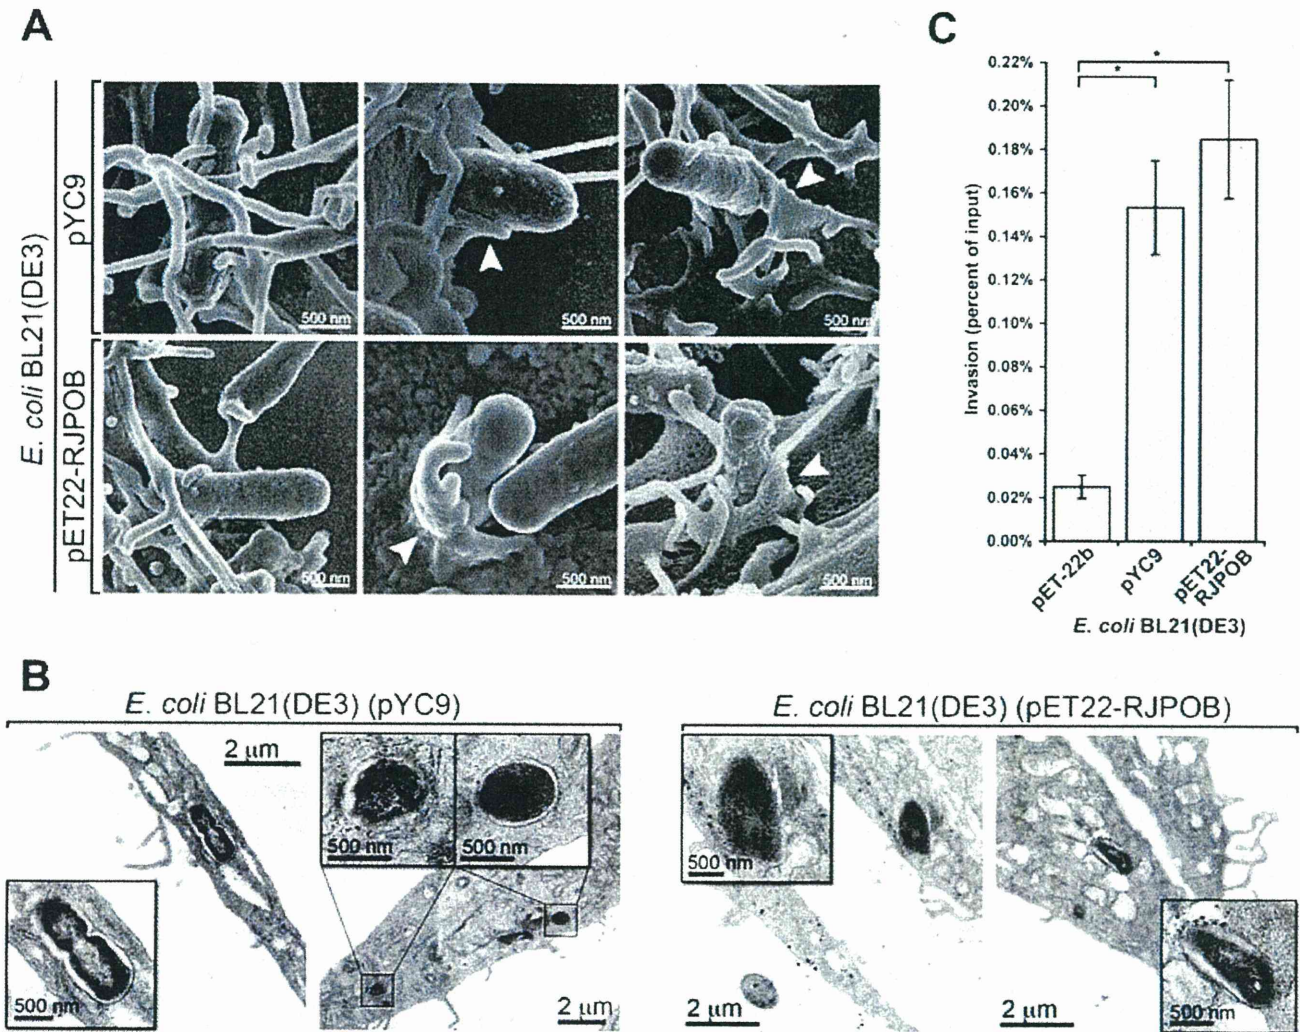 A
E. coli BL21(DE3)
pYC9
pET22-RJPOB
500 nm
500 nm
500 nm
500 nm
500 nm
500 nm
C
Invasion (percent of input)
0.22%
0.20%
0.18%
0.16%
0.14%
0.12%
0.10%
0.08%
0.06%
0.04%
0.02%
0.00%
*
*
pET-22b
pYC9
pET22-
RJPOB
E. coli BL21(DE3)
B
E. coli BL21(DE3) (pYC9)
2 μm
500 nm
500 nm
500 nm
2 μm
E. coli BL21(DE3) (pET22-RJPOB)
500 nm
2 μm
2 μm
500 nm